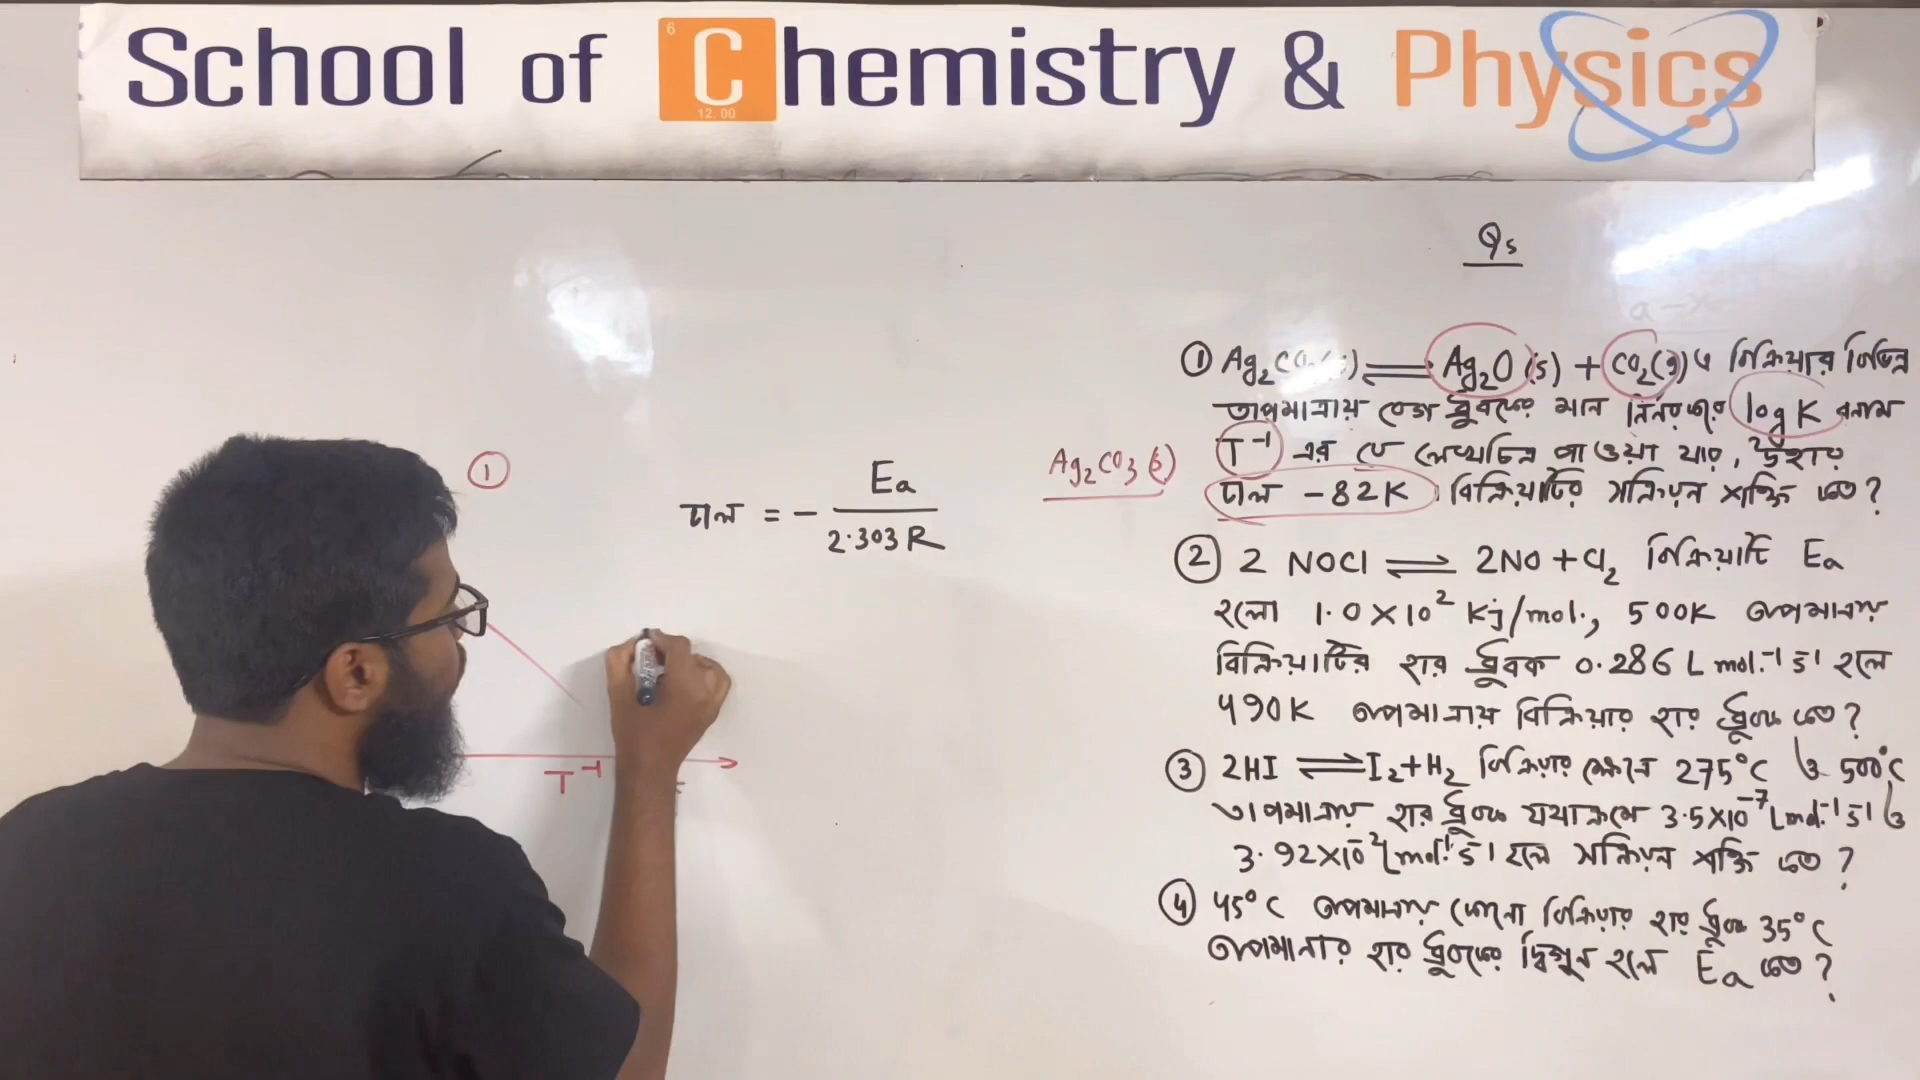 School of Chemistry & Physics
6
12.00
Qs
① Ag₂CO₃(s) ⇌ Ag₂O(s) + CO₂(g) এ বিক্রিয়ার বিভিন্ন
তাপমাত্রায় বেগ ধ্রুবকের মান নির্ণয় করে log K বনাম
T⁻¹ এর যে লেখচিত্র পাওয়া যায়, উহার
ঢাল -82K । বিক্রিয়াটির সক্রিয়ন শক্তি কত?
② 2 NOCl ⇌ 2NO + Cl₂ বিক্রিয়াটি Ea
হলো 1.0×10² Kj/mol., 500K তাপমাত্রায়
বিক্রিয়াটির হার ধ্রুবক 0.286 L mol.⁻¹ s⁻¹ হলে
490K তাপমাত্রায় বিক্রিয়ার হার ধ্রুবক কত?
③ 2HI ⇌ I₂+H₂ বিক্রিয়ার ক্ষেত্রে 275°C ও 500°C
তাপমাত্রায় হার ধ্রুবক যথাক্রমে 3.5×10⁻⁷ L mol.⁻¹ s⁻¹ ও
3.92×10⁻² L mol.⁻¹ s⁻¹ হলে সক্রিয়ন শক্তি কত?
④ 45°C তাপমাত্রায় কোনো বিক্রিয়ার হার ধ্রুবক 35°C
তাপমাত্রার হার ধ্রুবকের দ্বিগুন হলে Ea কত?
①
ঢাল = - Ea
2.303 R
Ag₂CO₃(s)
T⁻¹